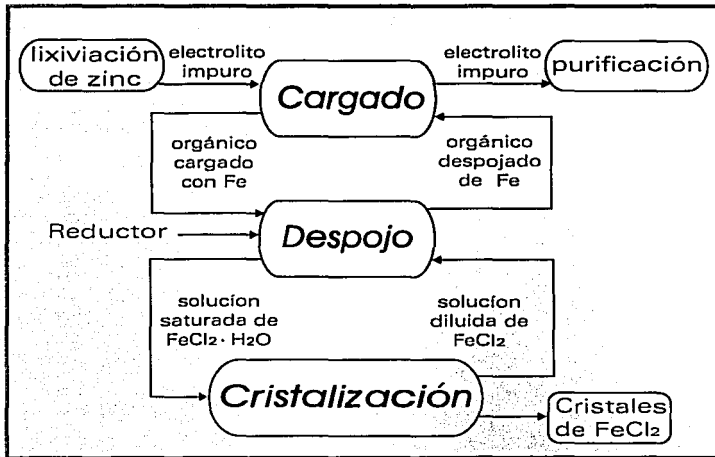 lixiviación
de zinc
electrolito
impuro
Cargado
electrolito
impuro
purificación
orgánico
cargado
con Fe
orgánico
despojado
de Fe
Reductor
Despojo
solucíon
saturada de
FeCl2 · H2O
solucíon
diluida de
FeCl2
Cristalización
Cristales
de FeCl2